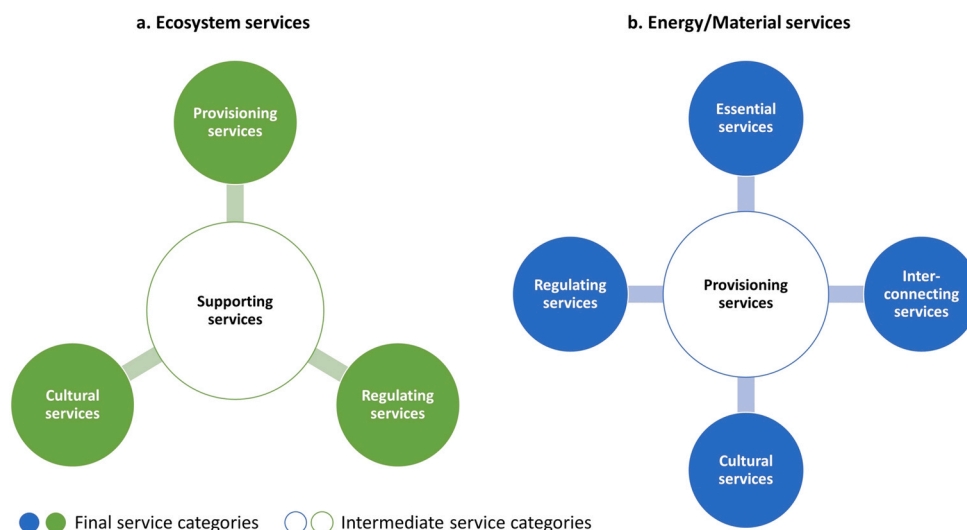 a. Ecosystem services
Provisioning
services
Supporting
services
Cultural
services
Regulating
services
b. Energy/Material services
Essential
services
Regulating
services
Provisioning
services
Inter-
connecting
services
Cultural
services
Final service categories
Intermediate service categories